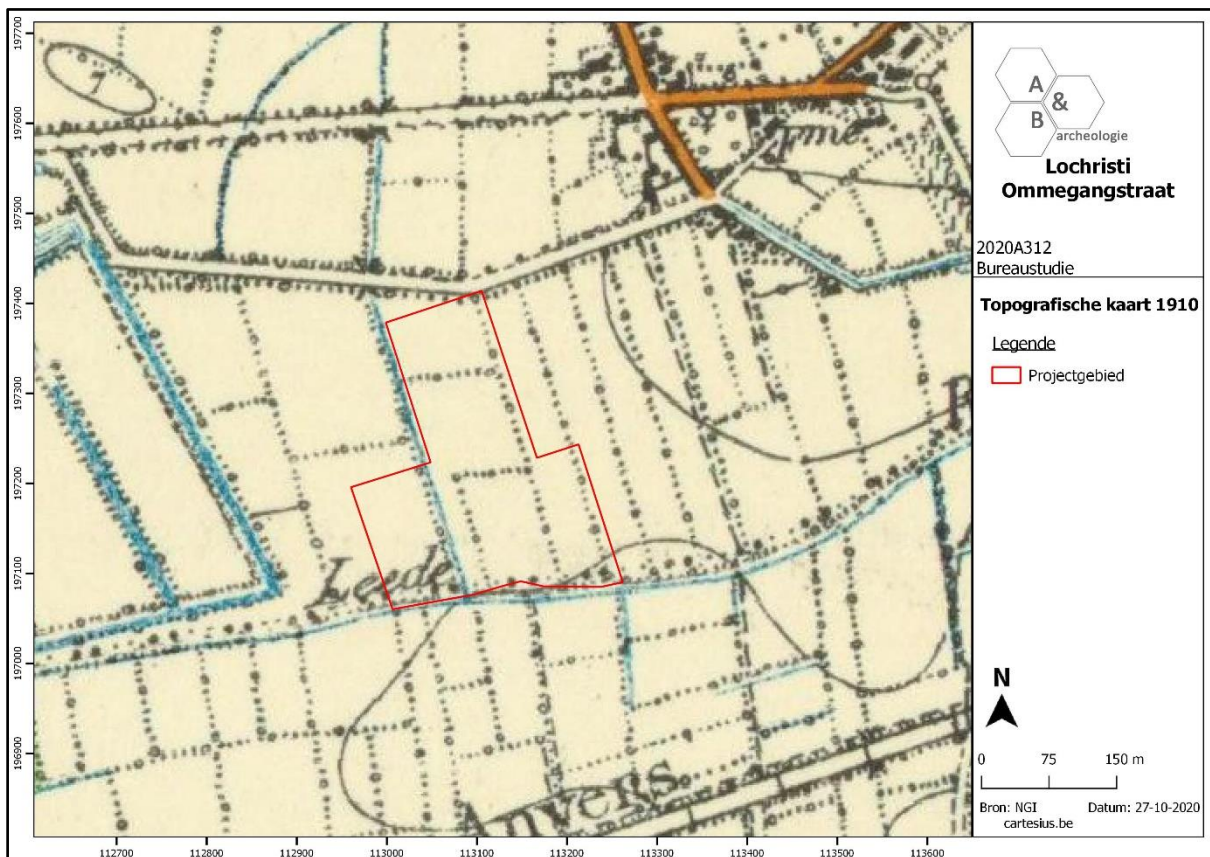 197700
197600
197500
197400
197300
197200
197100
197000
196900
112700
112800
112900
113000
113100
113200
113300
113400
113500
113600
7
Leede
Anvers.
A
&
B
archeologie
Lochristi
Ommegangstraat
2020A312
Bureaustudie
Topografische kaart 1910
Legende
Projectgebied
N
0 75 150 m
Bron: NGI Datum: 27-10-2020
cartesius.be